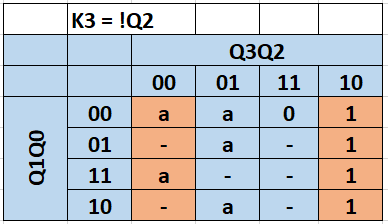 K3 = !Q2
Q3Q2
00 01 11 10
Q1Q0
00 a a 0 1
01 - a - 1
11 a - - 1
10 - a - 1